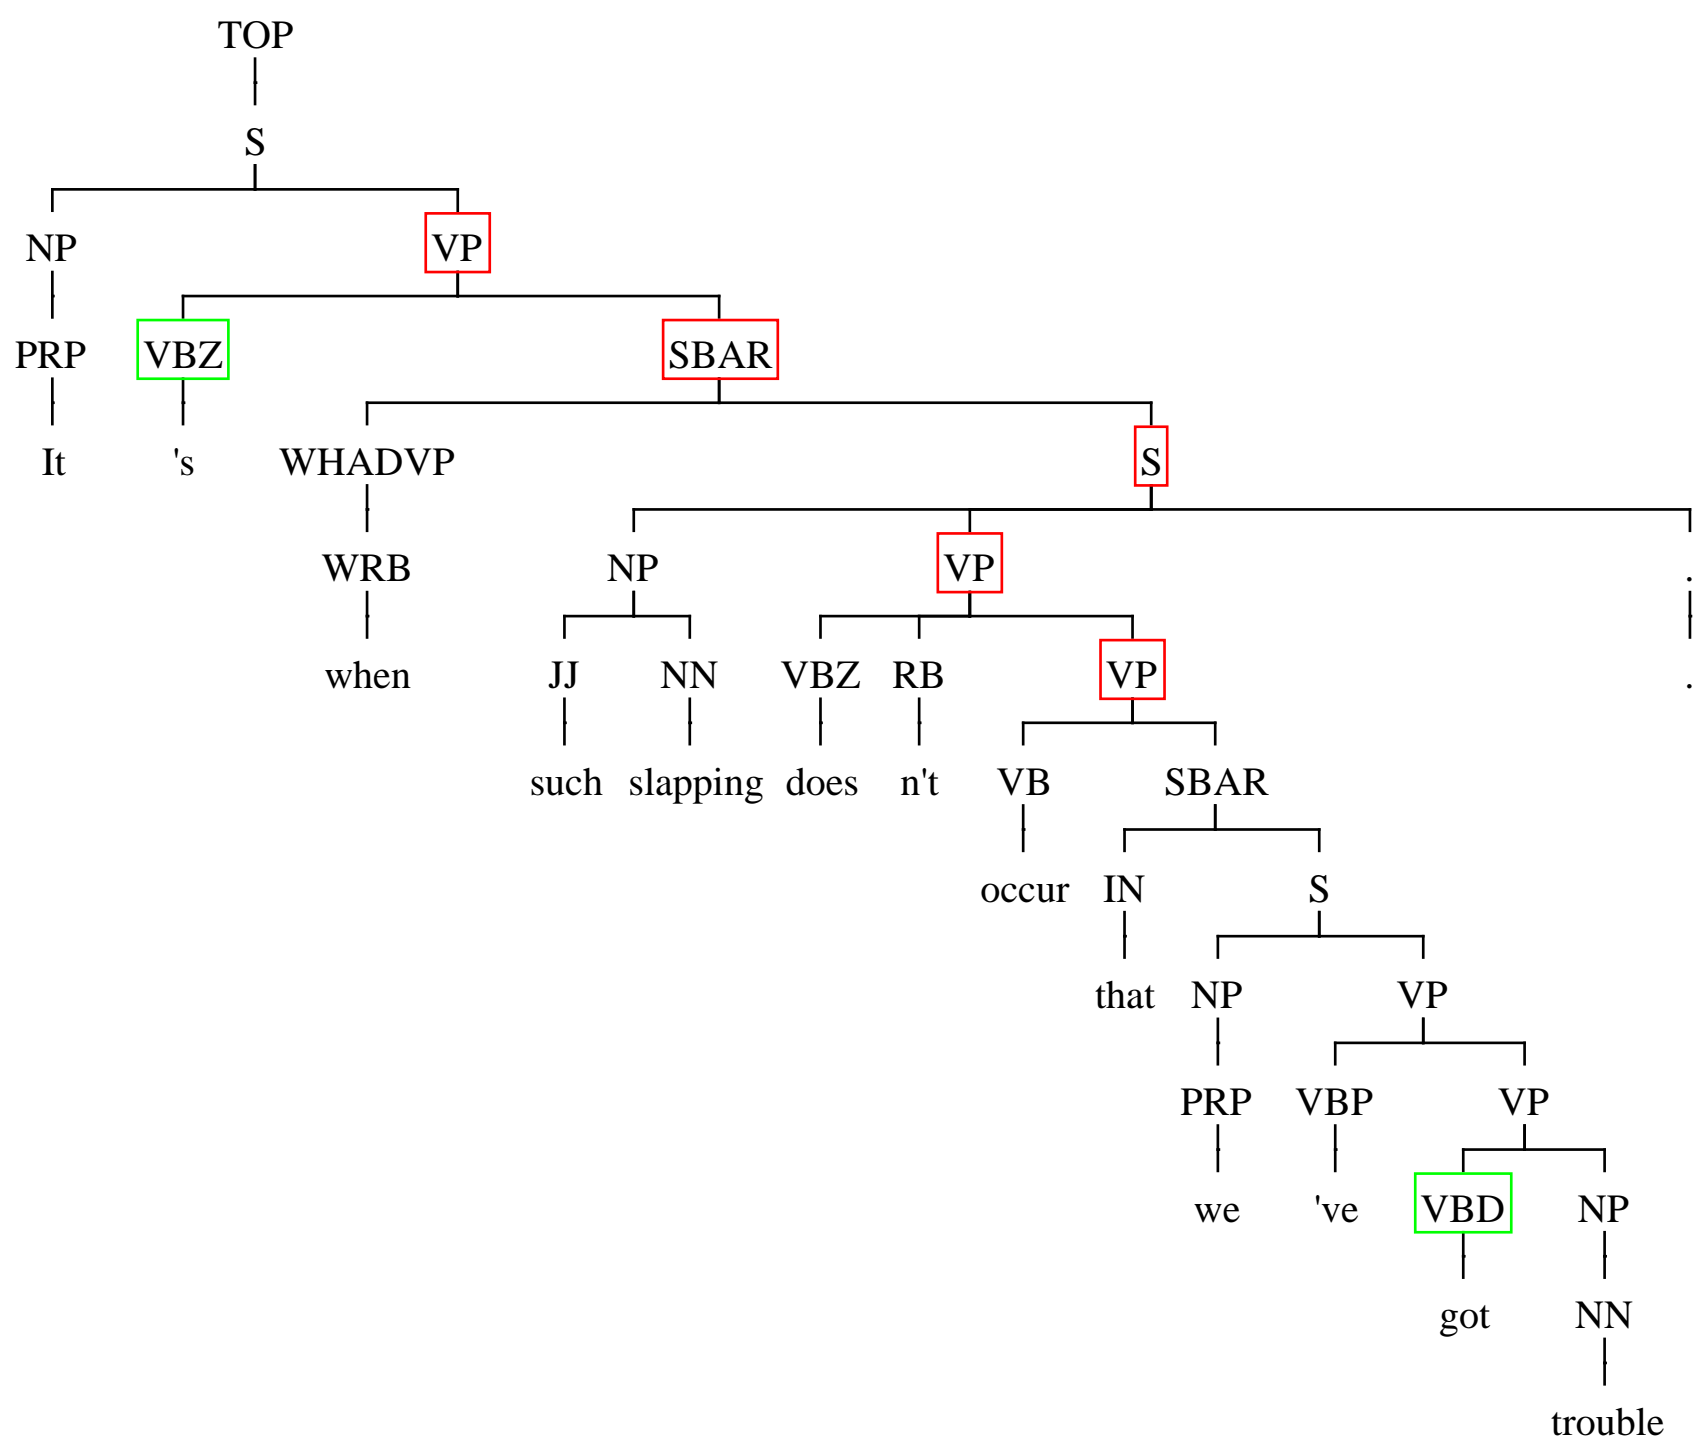 TOP
S
NP VP
PRP VBZ SBAR
It 's WHADVP S
WRB NP VP .
when JJ NN VBZ RB VP .
such slapping does n't VB SBAR
occur IN S
that NP VP
PRP VBP VP
we 've VBD NP
got NN
trouble